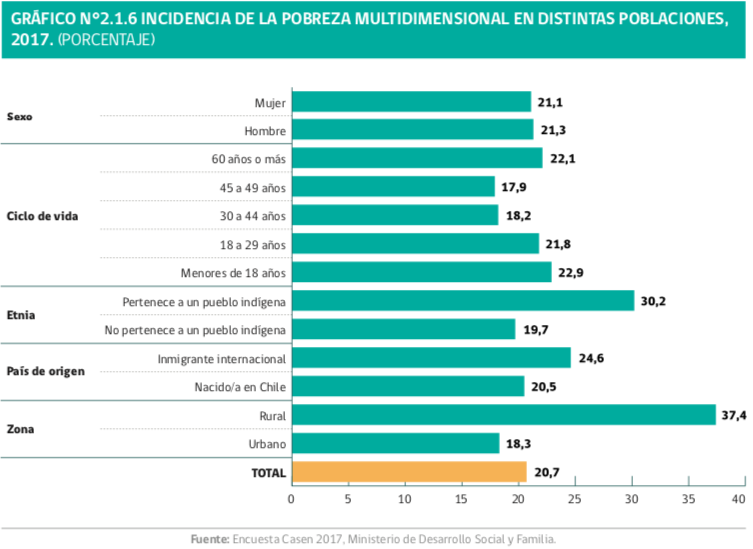 GRÁFICO N°2.1.6 INCIDENCIA DE LA POBREZA MULTIDIMENSIONAL EN DISTINTAS POBLACIONES,
2017. (PORCENTAJE)
Sexo
Mujer 21,1
Hombre 21,3
Ciclo de vida
60 años o más 22,1
45 a 49 años 17,9
30 a 44 años 18,2
18 a 29 años 21,8
Menores de 18 años 22,9
Etnia
Pertenece a un pueblo indígena 30,2
No pertenece a un pueblo indígena 19,7
País de origen
Inmigrante internacional 24,6
Nacido/a en Chile 20,5
Zona
Rural 37,4
Urbano 18,3
TOTAL 20,7
0 5 10 15 20 25 30 35 40
Fuente: Encuesta Casen 2017, Ministerio de Desarrollo Social y Familia.